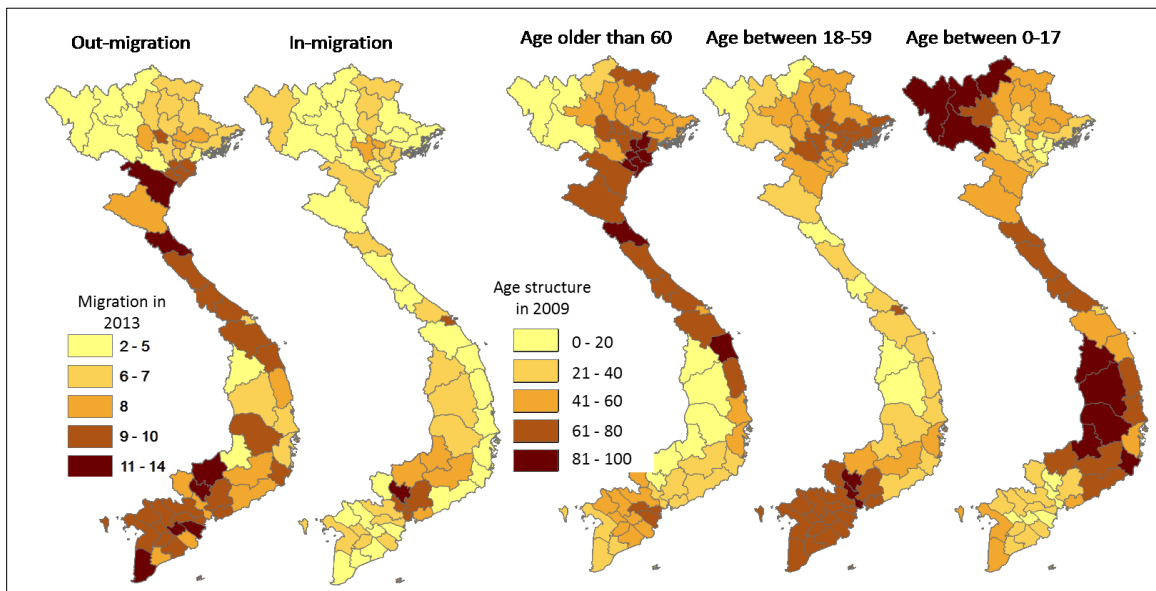 Out-migration
In-migration
Age older than 60
Age between 18-59
Age between 0-17
Migration in
2013
2 - 5
6 - 7
8
9 - 10
11 - 14
Age structure
in 2009
0 - 20
21 - 40
41 - 60
61 - 80
81 - 100